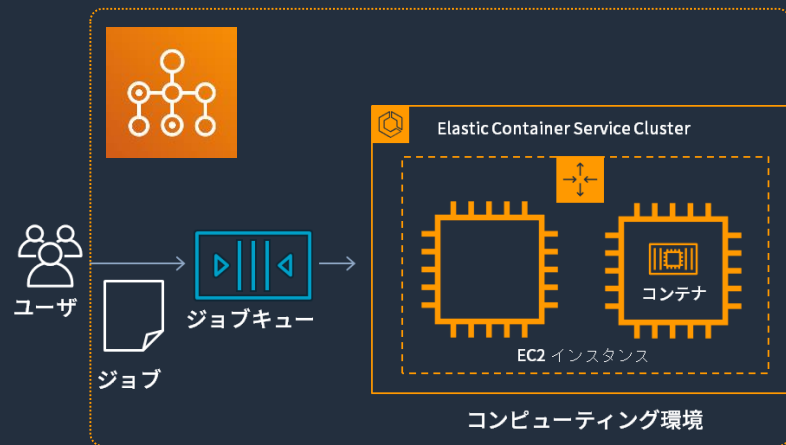 Elastic Container Service Cluster
ユーザ
ジョブ
ジョブキュー
コンテナ
EC2 インスタンス
コンピューティング環境